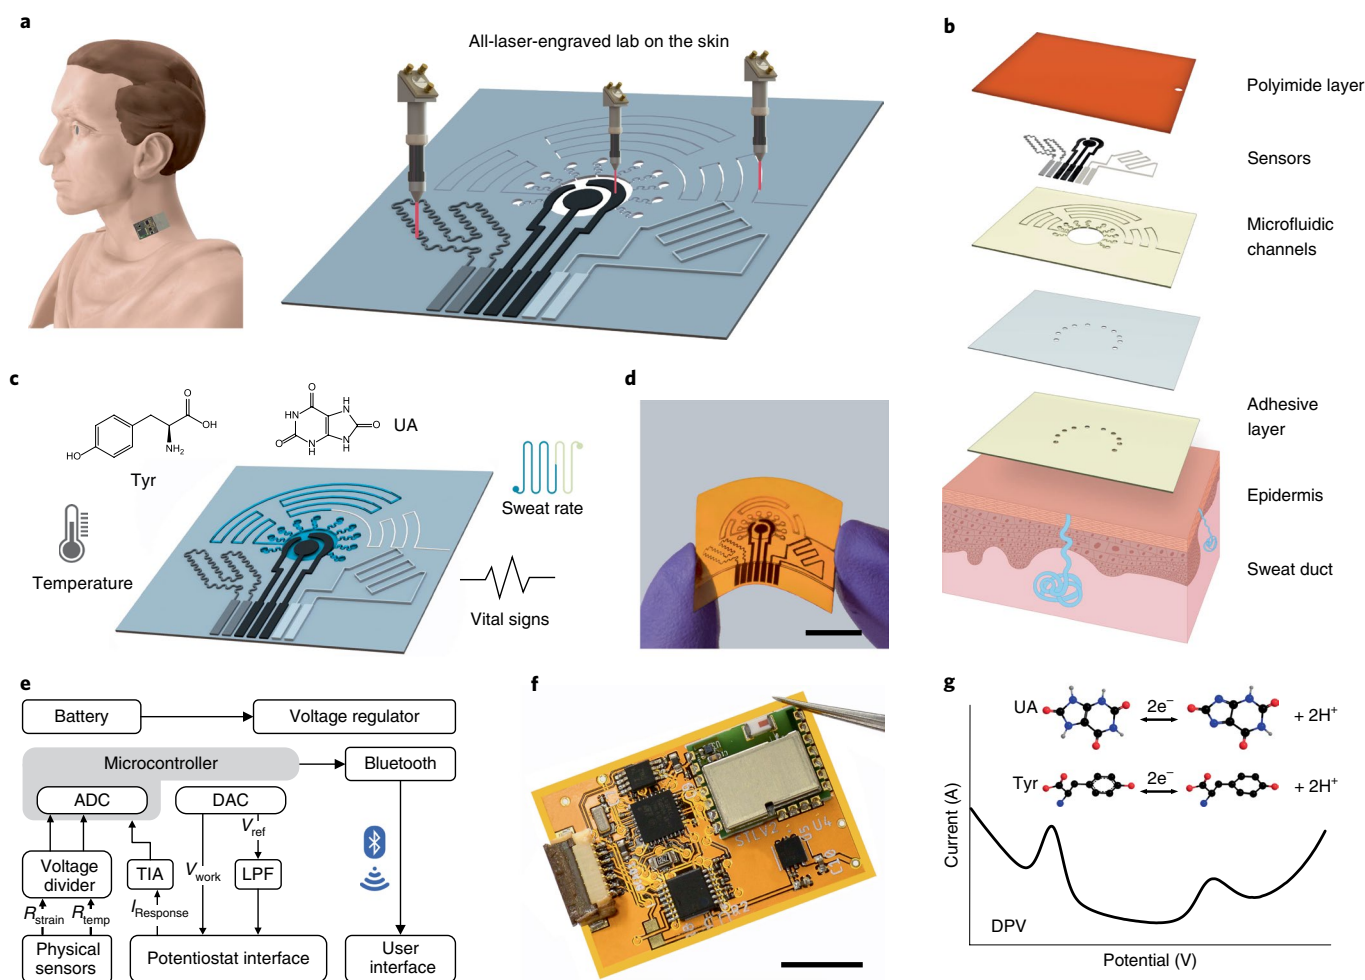 a
All-laser-engraved lab on the skin
b
Polyimide layer
Sensors
Microfluidic
channels
Adhesive
layer
Epidermis
Sweat duct
c
O
OH
NH2
HO
Tyr
O
HN
O
N
H
H
N
N
H
O
UA
Sweat rate
Temperature
Vital signs
d
e
Battery
Voltage regulator
Microcontroller
Bluetooth
ADC
DAC
Vref
Voltage
divider
TIA
Vwork
LPF
Rstrain
Rtemp
IResponse
Physical
sensors
Potentiostat interface
User
interface
f
STLV2
U5
U4
g
UA
2e−
+ 2H+
Tyr
2e−
+ 2H+
Current (A)
DPV
Potential (V)